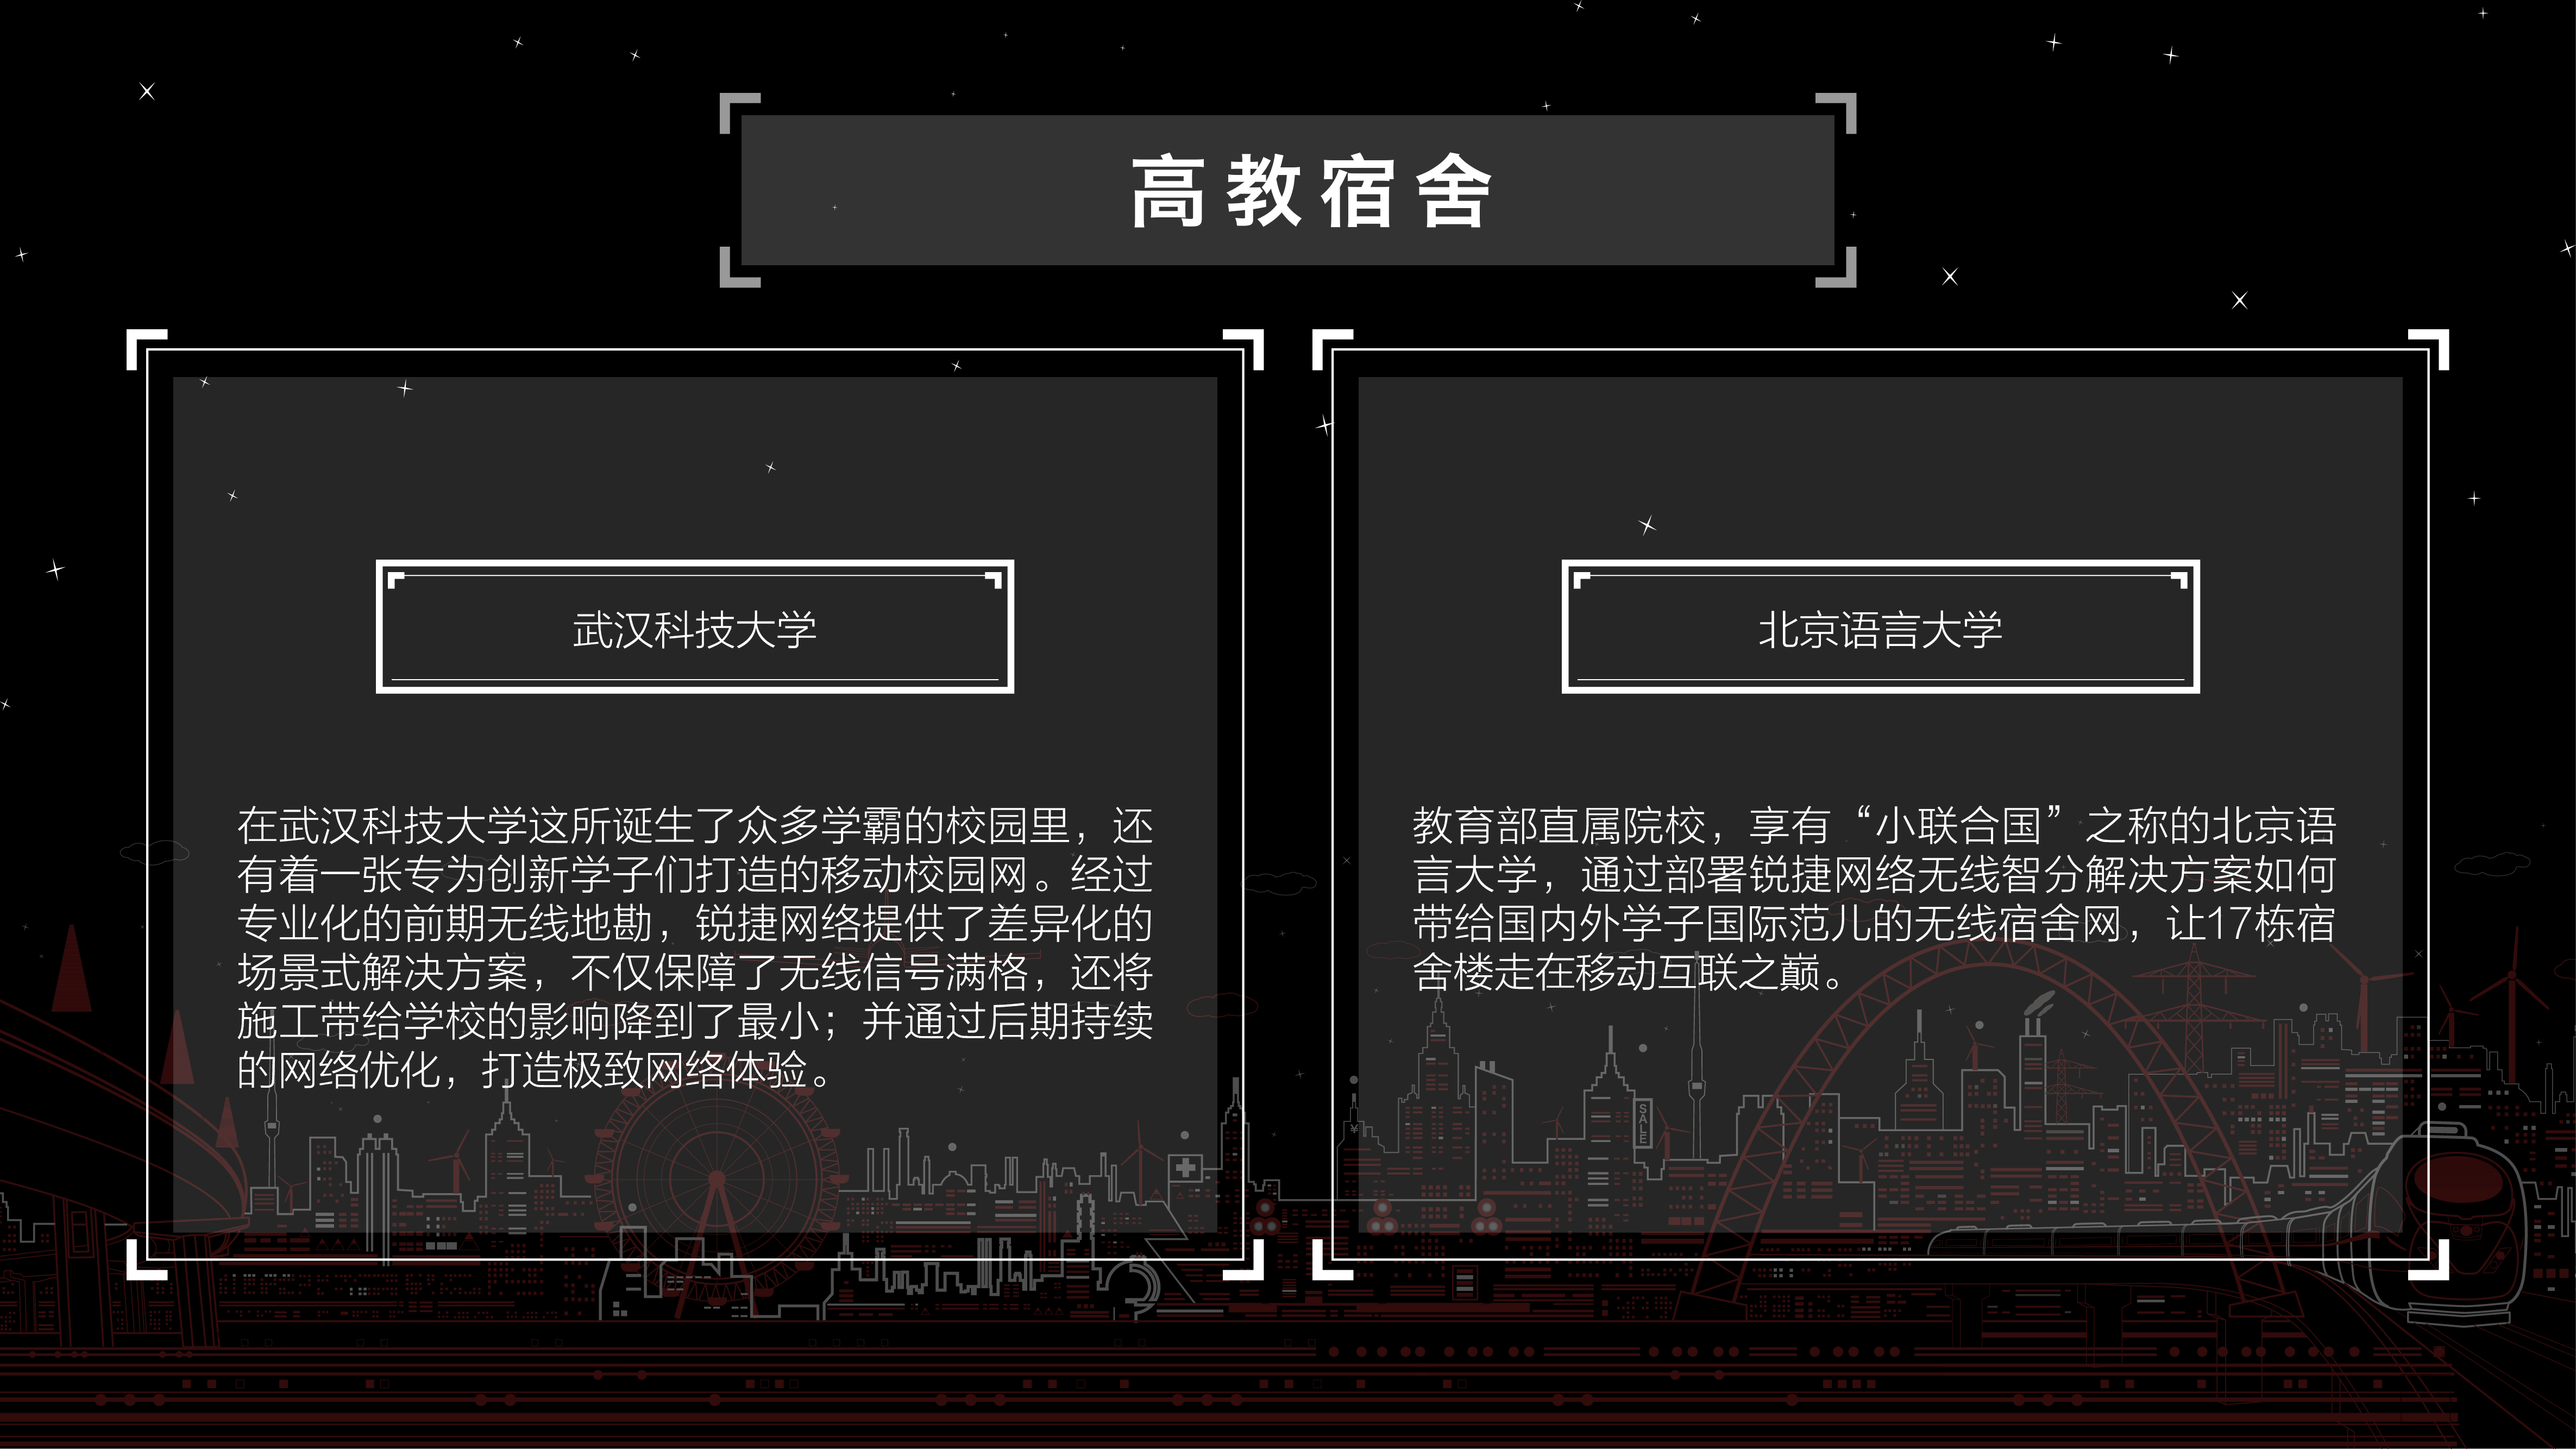 高教宿舍
武汉科技大学
在武汉科技大学这所诞生了众多学霸的校园里，还
有着一张专为创新学子们打造的移动校园网。经过
专业化的前期无线地勘，锐捷网络提供了差异化的
场景式解决方案，不仅保障了无线信号满格，还将
施工带给学校的影响降到了最小；并通过后期持续
的网络优化，打造极致网络体验。
北京语言大学
教育部直属院校，享有“小联合国”之称的北京语
言大学，通过部署锐捷网络无线智分解决方案如何
带给国内外学子国际范儿的无线宿舍网，让17栋宿
舍楼走在移动互联之巅。
SALE
¥